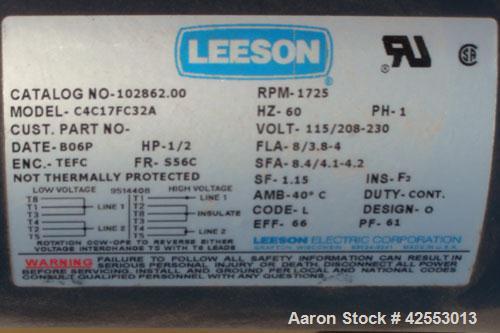 LEESON
CATALOG NO-102862.00
RPM-1725
MODEL- C4C17FC32A
HZ-60 PH-1
CUST. PART NO-
VOLT- 115/208-230
DATE-B06P HP-1/2
FLA- 8/3.8-4
ENC.- TEFC FR- S56C
SFA- 8.4/4.1-4.2
NOT THERMALLY PROTECTED
SF- 1.15 INS-F2
LOW VOLTAGE 9514408 HIGH VOLTAGE
AMB-40° C DUTY-CONT.
T8 T1 LINE 1
T1 LINE 1 T2
CODE-L DESIGN-O
T3 T8 INSULATE
T4 T3
EFF-66 PF-61
T2 LINE 2 T4
T5 T5 LINE 2
LEESON ELECTRIC CORPORATION
ROTATION CCW-OPE TO REVERSE EITHER
GRAFTON, WISCONSIN MADE IN U.S.A.
VOLTAGE INTERCHANGE T5 WITH T8 LEADS
WARNING FAILURE TO FOLLOW ALL SAFETY INFORMATION CAN RESULT IN
SERIOUS PERSONAL INJURY OR DEATH. DISCONNECT ALL POWER
BEFORE SERVICING. INSTALL AND GROUND PER LOCAL AND NATIONAL CODES
CONSULT QUALIFIED PERSONNEL WITH ANY QUESTIONS.
Aaron Stock # 42553013